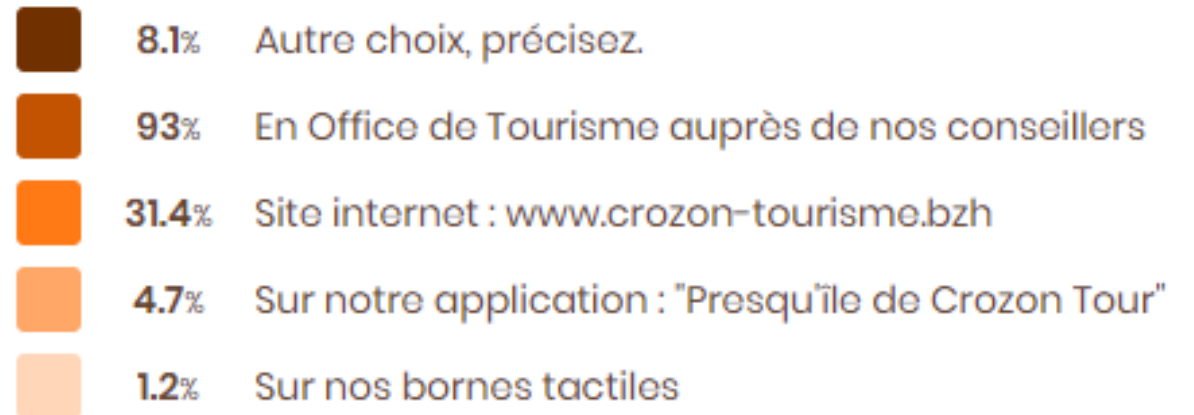 8.1% Autre choix, précisez.
93% En Office de Tourisme auprès de nos conseillers
31.4% Site internet : www.crozon-tourisme.bzh
4.7% Sur notre application : "Presqu'île de Crozon Tour"
1.2% Sur nos bornes tactiles